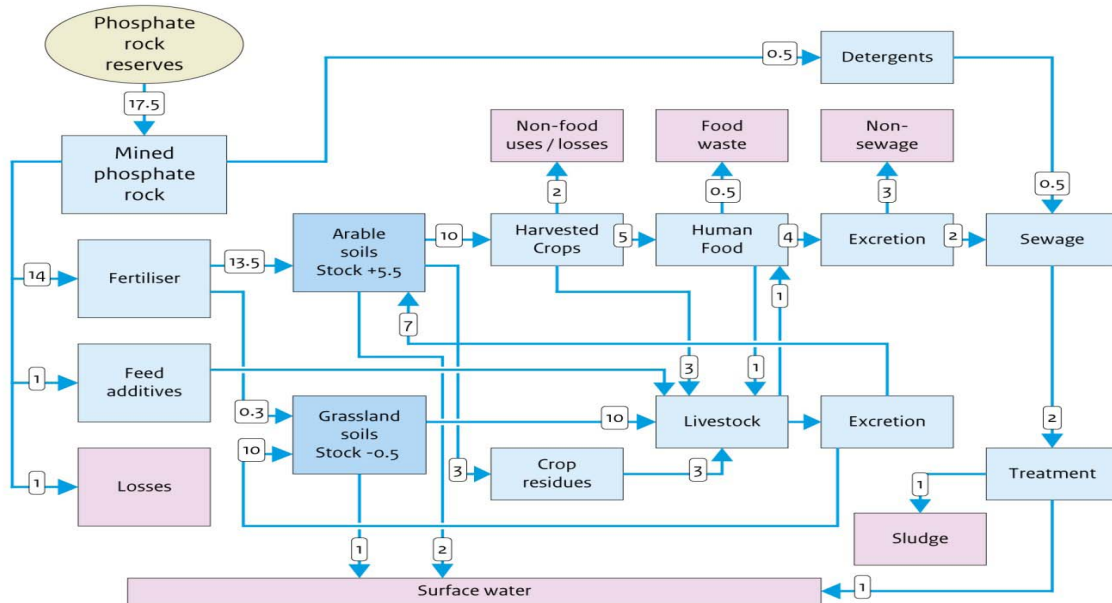 Phosphate
rock
reserves
17.5
0.5
Detergents
Mined
phosphate
rock
Non-food
uses / losses
Food
waste
Non-
sewage
2
0.5
3
0.5
14
Fertiliser
13.5
Arable
soils
Stock +5.5
10
Harvested
Crops
5
Human
Food
4
Excretion
2
Sewage
7
1
1
Feed
additives
0.3
10
Grassland
soils
Stock -0.5
10
3
1
Livestock
Excretion
2
1
Losses
3
Crop
residues
3
1
Treatment
Sludge
1
2
Surface water
1